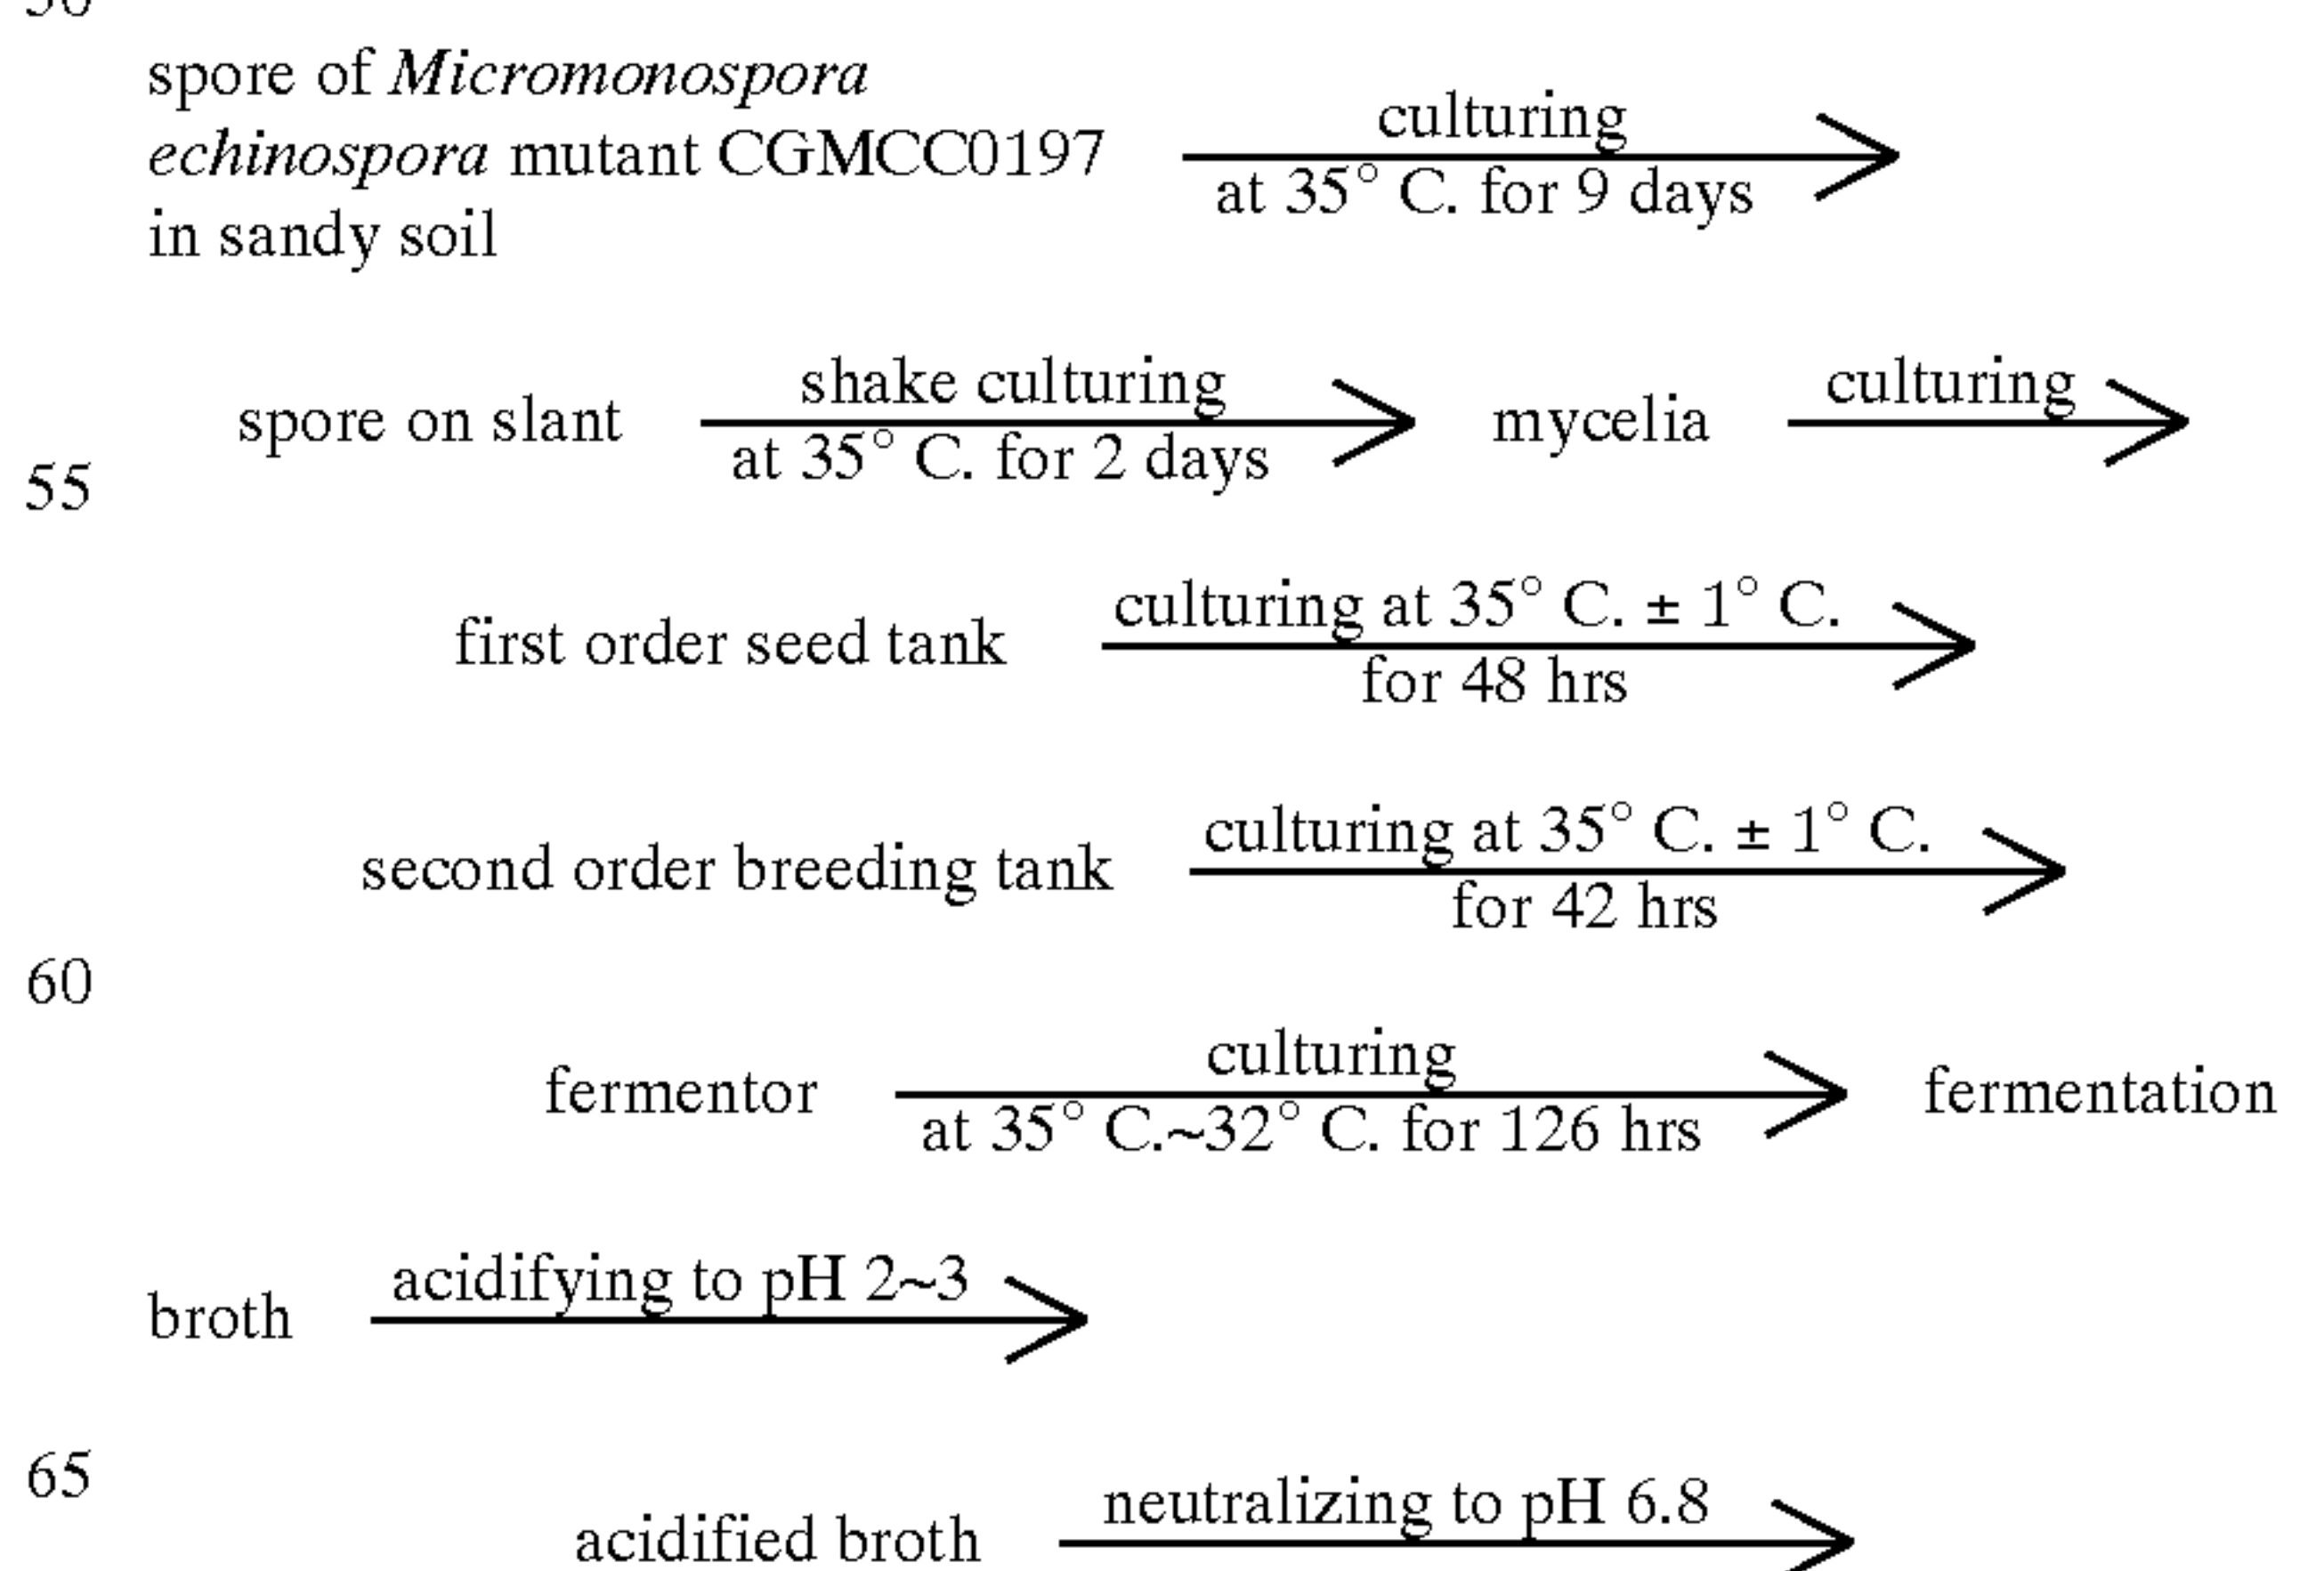 50
spore of Micromonospora
echinospora mutant CGMCC0197
in sandy soil
culturing
at 35° C. for 9 days
spore on slant
shake culturing
at 35° C. for 2 days
mycelia
culturing
55
first order seed tank
culturing at 35° C. ± 1° C.
for 48 hrs
second order breeding tank
culturing at 35° C. ± 1° C.
for 42 hrs
60
fermentor
culturing
at 35° C.~32° C. for 126 hrs
fermentation
broth
acidifying to pH 2~3
65
acidified broth
neutralizing to pH 6.8